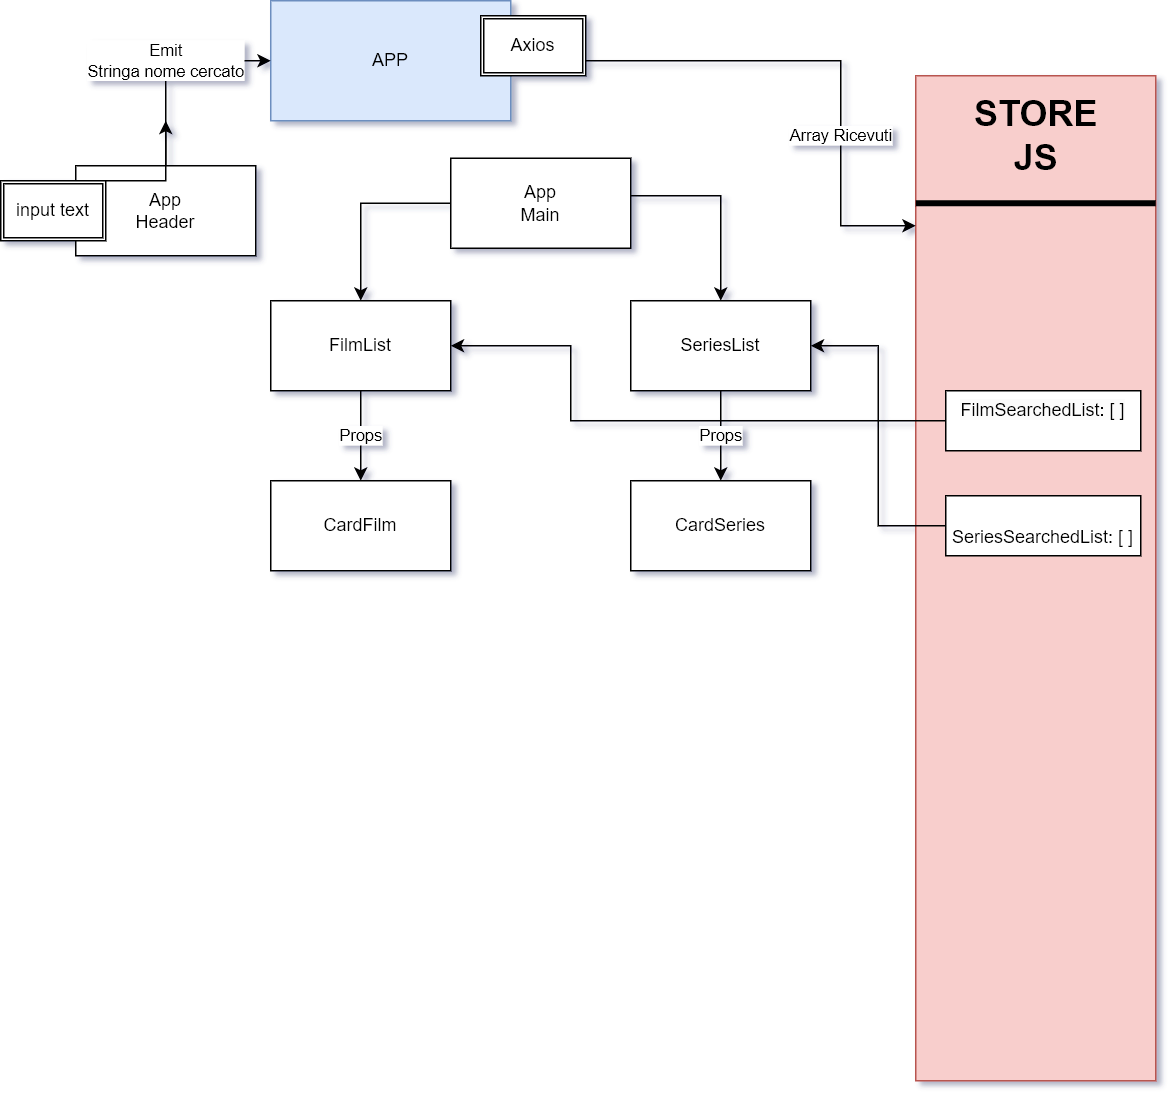 Emit
Stringa nome cercato
APP
Axios
STORE
JS
Array Ricevuti
input text
App
Header
App
Main
FilmList
SeriesList
FilmSearchedList: [ ]
Props
Props
CardFilm
CardSeries
SeriesSearchedList: [ ]